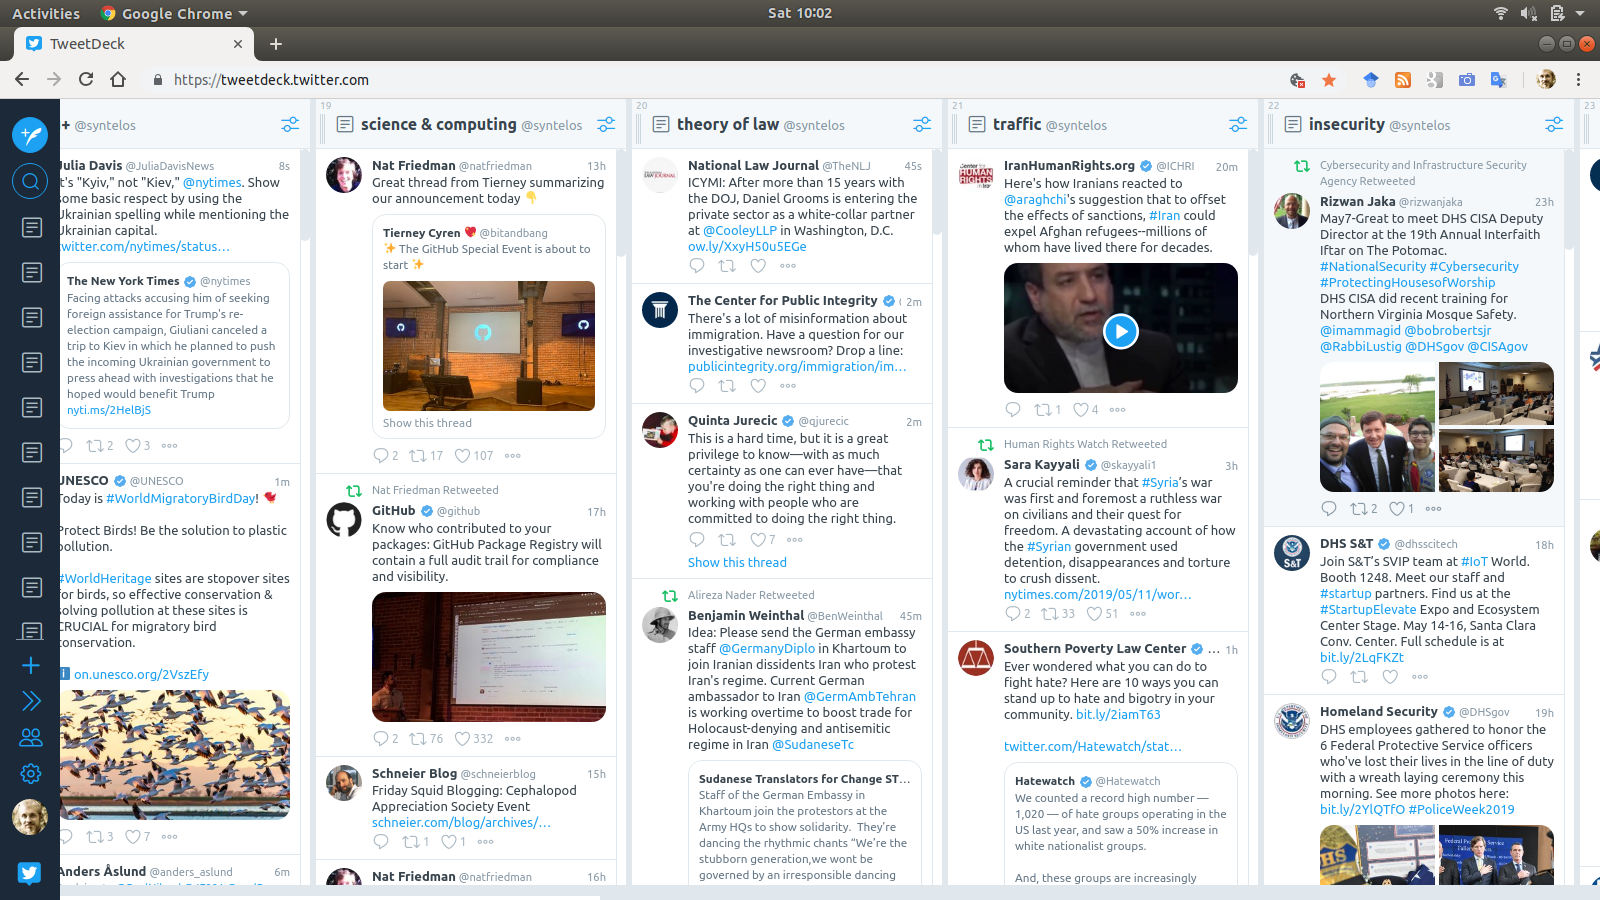 Activities
Google Chrome
Sat 10:02
TweetDeck
https://tweetdeck.twitter.com
@syntelos
Julia Davis @JuliaDavisNews 8s
t's "Kyiv," not "Kiev," @nytimes. Show
some basic respect by using the
Ukrainian spelling while mentioning the
Ukrainian capital.
twitter.com/nytimes/status…
The New York Times @nytimes
Facing attacks accusing him of seeking
foreign assistance for Trump's re-
election campaign, Giuliani canceled a
trip to Kiev in which he planned to push
the incoming Ukrainian government to
press ahead with investigations that he
hoped would benefit Trump
nyti.ms/2HelBjS
2 3
UNESCO @UNESCO 1m
Today is #WorldMigratoryBirdDay!
Protect Birds! Be the solution to plastic
pollution.
#WorldHeritage sites are stopover sites
for birds, so effective conservation &
solving pollution at these sites is
CRUCIAL for migratory bird
conservation.
on.unesco.org/2VszEfy
3 7
Anders Åslund @anders_aslund 6m
19
science & computing @syntelos
Nat Friedman @natfriedman 13h
Great thread from Tierney summarizing
our announcement today 👇
Tierney Cyren @bitandbang
✨ The GitHub Special Event is about to
start ✨
Show this thread
2 17 107
Nat Friedman Retweeted
GitHub @github 17h
Know who contributed to your
packages: GitHub Package Registry will
contain a full audit trail for compliance
and visibility.
2 76 332
Schneier Blog @schneierblog 15h
Friday Squid Blogging: Cephalopod
Appreciation Society Event
schneier.com/blog/archives/…
1 1
Nat Friedman @natfriedman 16h
20
theory of law @syntelos
National Law Journal @TheNLJ 45s
ICYMI: After more than 15 years with
the DOJ, Daniel Grooms is entering the
private sector as a white-collar partner
at @CooleyLLP in Washington, D.C.
ow.ly/XxyH50u5EGe
The Center for Public Integrity 2m
There's a lot of misinformation about
immigration. Have a question for our
investigative newsroom? Drop a line:
publicintegrity.org/immigration/im…
Quinta Jurecic @qjurecic 2m
This is a hard time, but it is a great
privilege to know—with as much
certainty as one can ever have—that
you're doing the right thing and
working with people who are
committed to doing the right thing.
7
Show this thread
Alireza Nader Retweeted
Benjamin Weinthal @BenWeinthal 45m
Idea: Please send the German embassy
staff @GermanyDiplo in Khartoum to
join Iranian dissidents Iran who protest
Iran's regime. Current German
ambassador to Iran @GermAmbTehran
is working overtime to boost trade for
Holocaust-denying and antisemitic
regime in Iran @SudaneseTc
Sudanese Translators for Change ST…
Staff of the German Embassy in
Khartoum join the protestors at the
Army HQs to show solidarity. They're
dancing the rhythmic chants "We're the
stubborn generation,we wont be
governed by an irresponsible dancing
21
traffic @syntelos
IranHumanRights.org @ICHRI 20m
Here's how Iranians reacted to
@araghchi's suggestion that to offset
the effects of sanctions, #Iran could
expel Afghan refugees--millions of
whom have lived there for decades.
1 4
Human Rights Watch Retweeted
Sara Kayyali @skayyali1 3h
A crucial reminder that #Syria's war
was first and foremost a ruthless war
on civilians and their quest for
freedom. A devastating account of how
the #Syrian government used
detention, disappearances and torture
to crush dissent.
nytimes.com/2019/05/11/wor…
2 33 51
Southern Poverty Law Center … 1h
Ever wondered what you can do to
fight hate? Here are 10 ways you can
stand up to hate and bigotry in your
community. bit.ly/2iamT63
twitter.com/Hatewatch/stat…
Hatewatch @Hatewatch
We counted a record high number —
1,020 — of hate groups operating in the
US last year, and saw a 50% increase in
white nationalist groups.
And, these groups are increasingly
22
insecurity @syntelos
Cybersecurity and Infrastructure Security
Agency Retweeted
Rizwan Jaka @rizwanjaka 23h
May7-Great to meet DHS CISA Deputy
Director at the 19th Annual Interfaith
Iftar on The Potomac.
#NationalSecurity #Cybersecurity
#ProtectingHousesofWorship
DHS CISA did recent training for
Northern Virginia Mosque Safety.
@imammagid @bobrobertsjr
@RabbiLustig @DHSgov @CISAgov
2 1
DHS S&T @dhsscitech 18h
Join S&T's SVIP team at #IoT World.
Booth 1248. Meet our staff and
#startup partners. Find us at the
#StartupElevate Expo and Ecosystem
Center Stage. May 14-16, Santa Clara
Conv. Center. Full schedule is at
bit.ly/2LqFKZt
Homeland Security @DHSgov 19h
DHS employees gathered to honor the
6 Federal Protective Service officers
who've lost their lives in the line of duty
with a wreath laying ceremony this
morning. See more photos here:
bit.ly/2YlQTfO #PoliceWeek2019
23